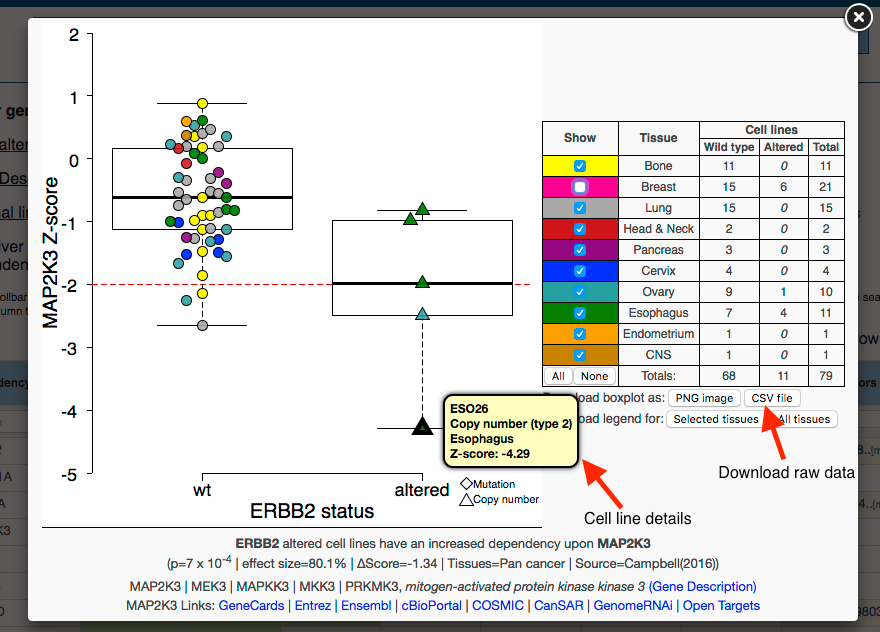 2
1
0
-1
-2
-3
-4
-5
MAP2K3 Z-score
wt
altered
ERBB2 status
Mutation
Copy number
ESO26
Copy number (type 2)
Esophagus
Z-score: -4.29
Show Tissue Cell lines
Wild type Altered Total
Bone 11 0 11
Breast 15 6 21
Lung 15 0 15
Head & Neck 2 0 2
Pancreas 3 0 3
Cervix 4 0 4
Ovary 9 1 10
Esophagus 7 4 11
Endometrium 1 0 1
CNS 1 0 1
All None Totals: 68 11 79
load boxplot as: PNG image CSV file
load legend for: Selected tissues All tissues
Download raw data
Cell line details
ERBB2 altered cell lines have an increased dependency upon MAP2K3
(p=7 x 10⁻⁴ | effect size=80.1% | ΔScore=-1.34 | Tissues=Pan cancer | Source=Campbell(2016))
MAP2K3 | MEK3 | MAPKK3 | MKK3 | PRKMK3, mitogen-activated protein kinase kinase 3 (Gene Description)
MAP2K3 Links: GeneCards | Entrez | Ensembl | cBioPortal | COSMIC | CanSAR | GenomeRNAi | Open Targets